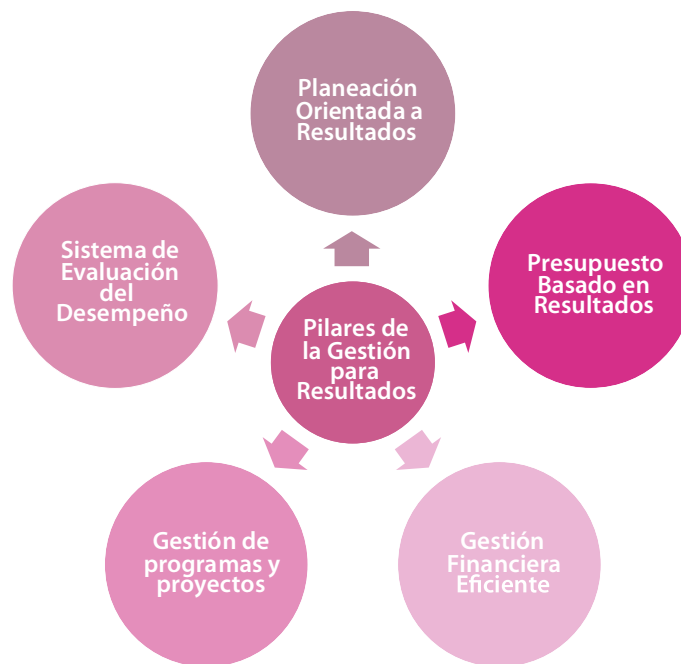 Planeación
Orientada a
Resultados
Sistema de
Evaluación
del
Desempeño
Presupuesto
Basado en
Resultados
Pilares de
la Gestión
para
Resultados
Gestión de
programas y
proyectos
Gestión
Financiera
Eficiente